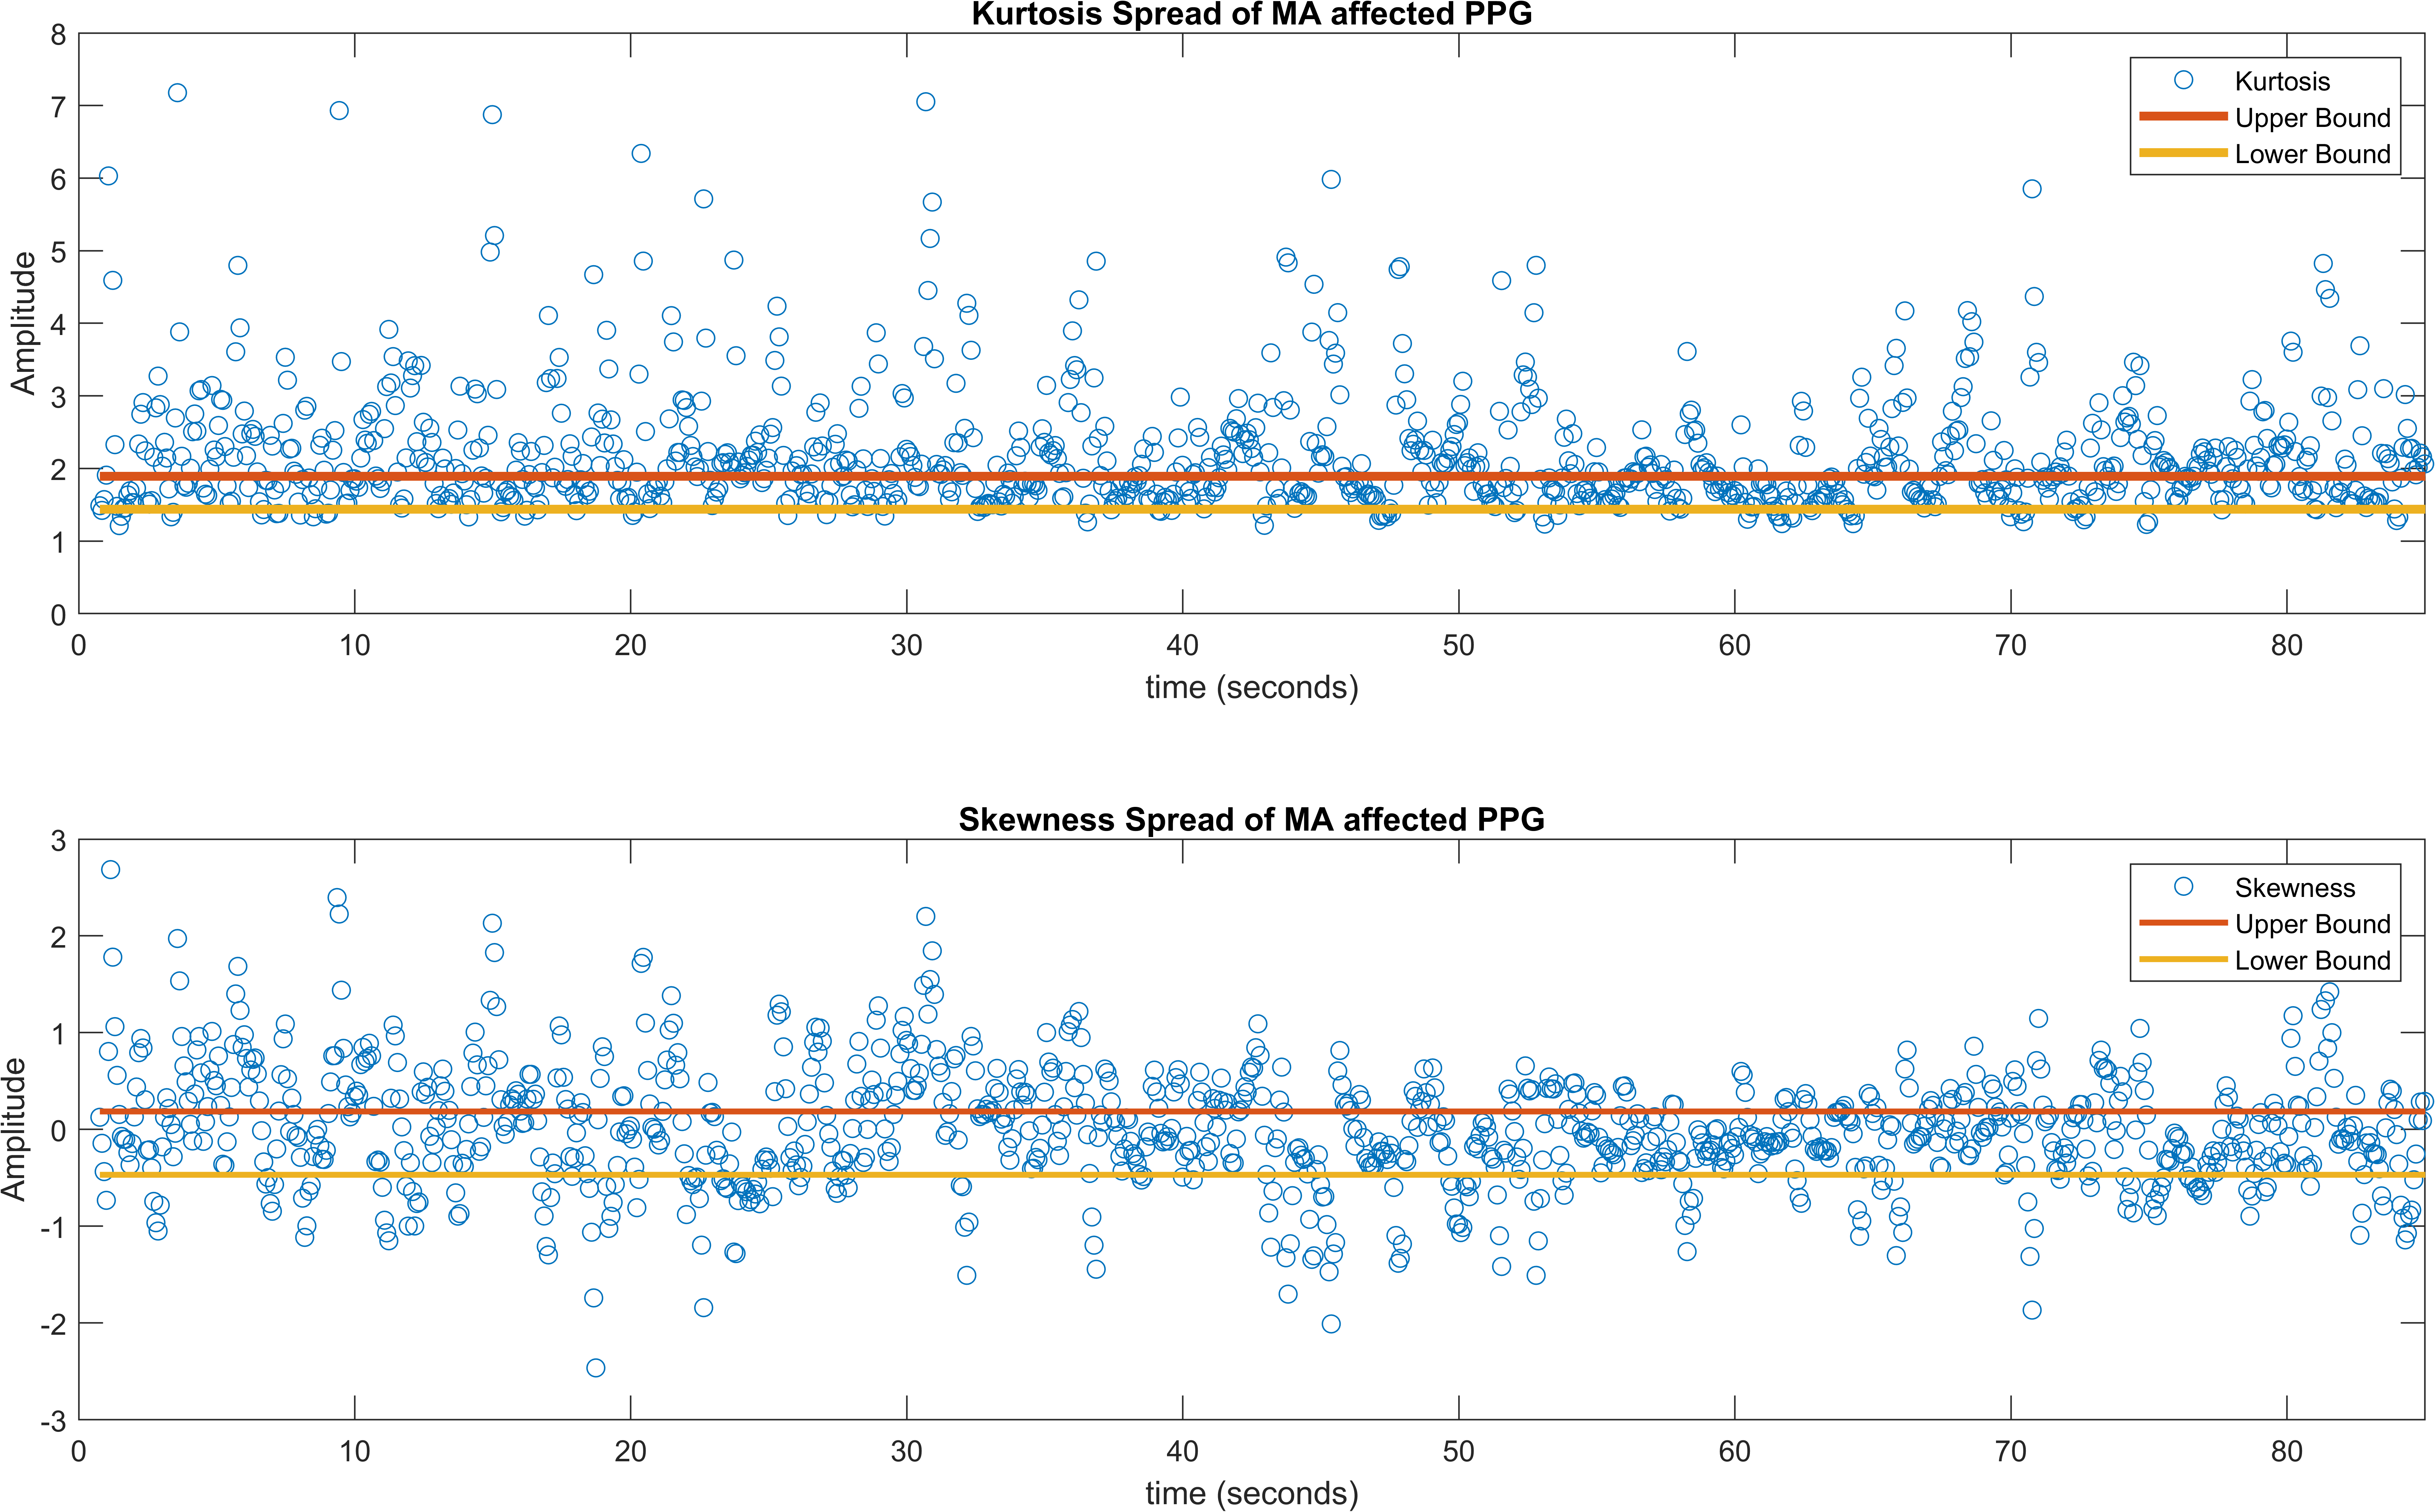 Kurtosis Spread of MA affected PPG
8
7
6
5
4
3
2
1
0
Amplitude
Kurtosis
Upper Bound
Lower Bound
0 10 20 30 40 50 60 70 80
time (seconds)
Skewness Spread of MA affected PPG
3
2
1
0
-1
-2
-3
Amplitude
Skewness
Upper Bound
Lower Bound
0 10 20 30 40 50 60 70 80
time (seconds)